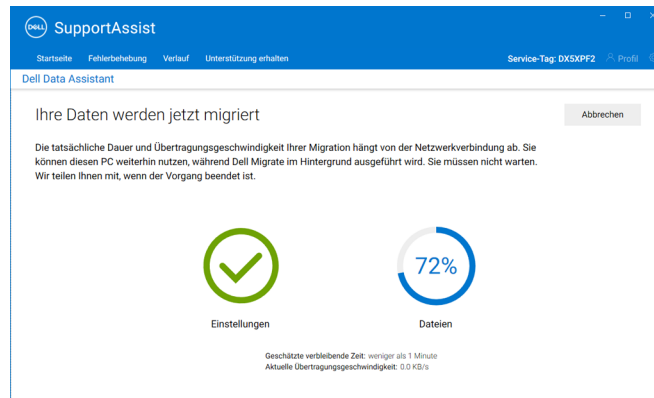 DELL SupportAssist
Startseite Fehlerbehebung Verlauf Unterstützung erhalten Service-Tag: DX5XPF2 Profil
Dell Data Assistant
Ihre Daten werden jetzt migriert
Abbrechen
Die tatsächliche Dauer und Übertragungsgeschwindigkeit Ihrer Migration hängt von der Netzwerkverbindung ab. Sie
können diesen PC weiterhin nutzen, während Dell Migrate im Hintergrund ausgeführt wird. Sie müssen nicht warten.
Wir teilen Ihnen mit, wenn der Vorgang beendet ist.
72%
Einstellungen Dateien
Geschätzte verbleibende Zeit: weniger als 1 Minute
Aktuelle Übertragungsgeschwindigkeit: 0.0 KB/s